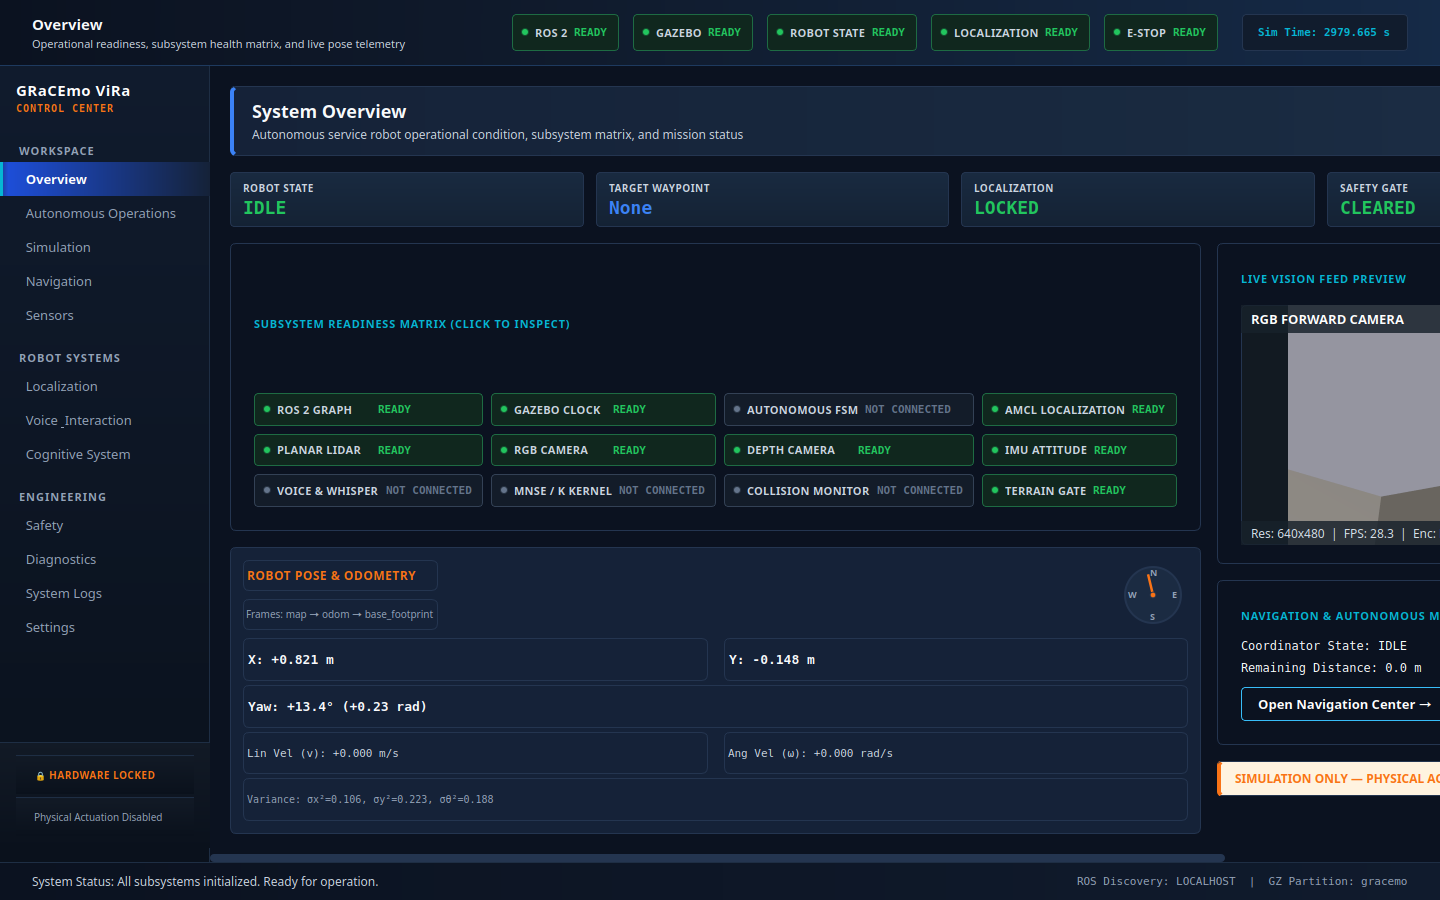 Overview
Operational readiness, subsystem health matrix, and live pose telemetry
ROS 2 READY
GAZEBO READY
ROBOT STATE READY
LOCALIZATION READY
E-STOP READY
Sim Time: 2979.665 s
GRaCEmo ViRa
CONTROL CENTER
WORKSPACE
Overview
Autonomous Operations
Simulation
Navigation
Sensors
ROBOT SYSTEMS
Localization
Voice _Interaction
Cognitive System
ENGINEERING
Safety
Diagnostics
System Logs
Settings
🔒 HARDWARE LOCKED
Physical Actuation Disabled
System Overview
Autonomous service robot operational condition, subsystem matrix, and mission status
ROBOT STATE
IDLE
TARGET WAYPOINT
None
LOCALIZATION
LOCKED
SAFETY GATE
CLEARED
SUBSYSTEM READINESS MATRIX (CLICK TO INSPECT)
ROS 2 GRAPH READY
GAZEBO CLOCK READY
AUTONOMOUS FSM NOT CONNECTED
AMCL LOCALIZATION READY
PLANAR LIDAR READY
RGB CAMERA READY
DEPTH CAMERA READY
IMU ATTITUDE READY
VOICE & WHISPER NOT CONNECTED
MNSE / K KERNEL NOT CONNECTED
COLLISION MONITOR NOT CONNECTED
TERRAIN GATE READY
ROBOT POSE & ODOMETRY
Frames: map → odom → base_footprint
N
W E
S
X: +0.821 m
Y: -0.148 m
Yaw: +13.4° (+0.23 rad)
Lin Vel (v): +0.000 m/s
Ang Vel (ω): +0.000 rad/s
Variance: σx²=0.106, σy²=0.223, σθ²=0.188
LIVE VISION FEED PREVIEW
RGB FORWARD CAMERA
Res: 640x480 | FPS: 28.3 | Enc:
NAVIGATION & AUTONOMOUS M
Coordinator State: IDLE
Remaining Distance: 0.0 m
Open Navigation Center →
SIMULATION ONLY — PHYSICAL AC
System Status: All subsystems initialized. Ready for operation.
ROS Discovery: LOCALHOST | GZ Partition: gracemo